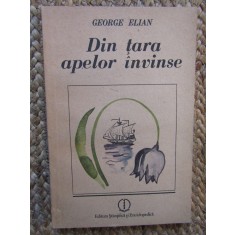 GEORGE ELIAN
Din țara
apelor învinse
Editura Științifică și Enciclopedică